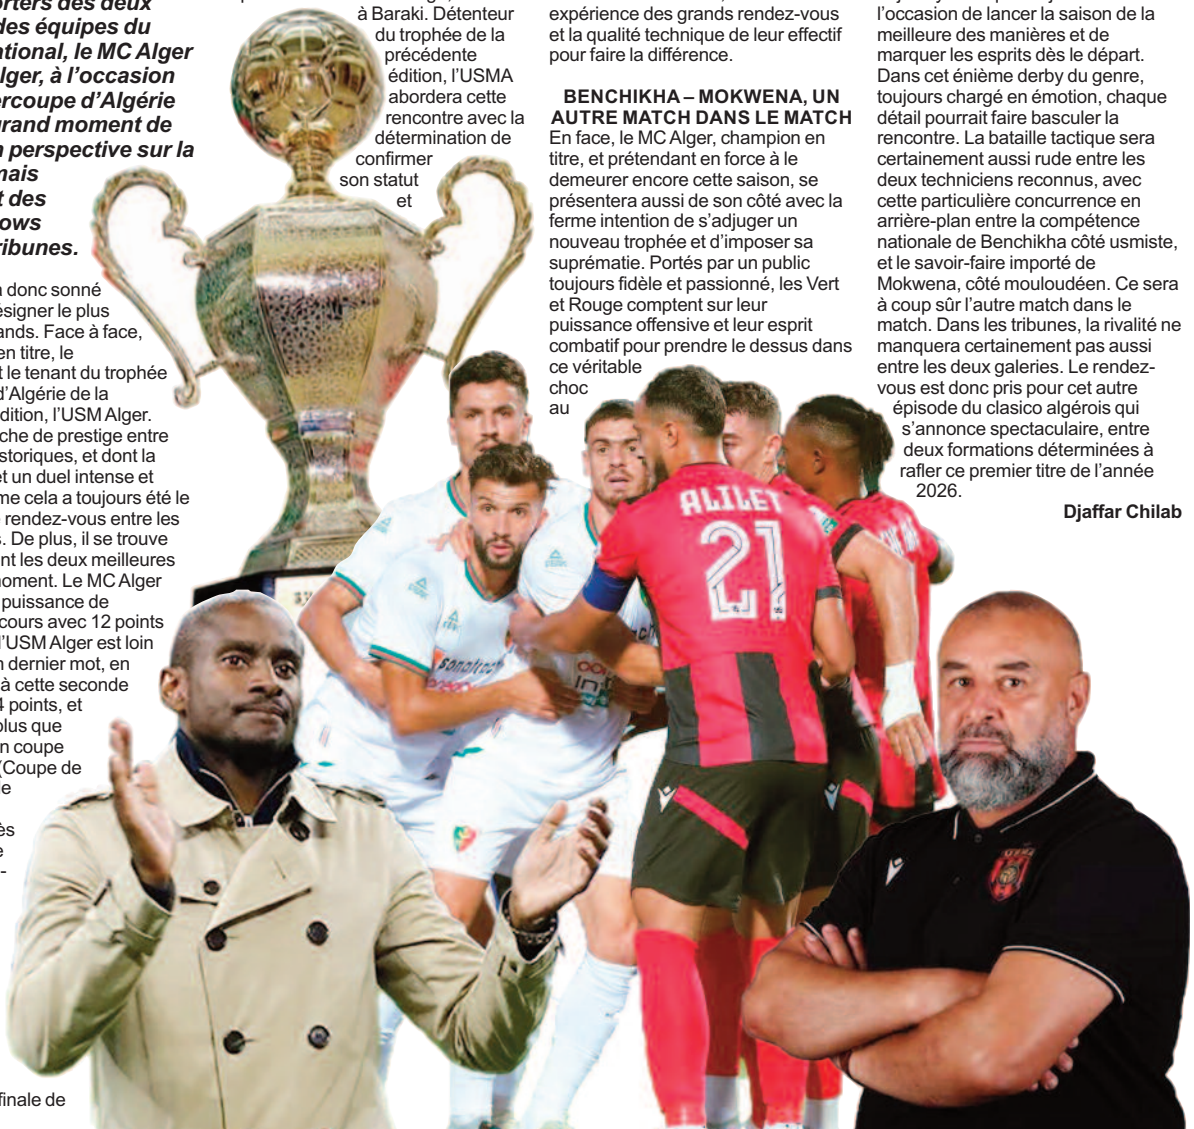 orters des deux
des équipes du
ational, le MC Alger
lger, à l'occasion
ercoupe d'Algérie
grand moment de
n perspective sur la
mais
t des
ows
ribunes.
a donc sonné
ésigner le plus
ands. Face à face,
en titre, le
t le tenant du trophée
d'Algérie de la
édition, l'USM Alger.
che de prestige entre
storiques, et dont la
et un duel intense et
me cela a toujours été le
e rendez-vous entre les
s. De plus, il se trouve
nt les deux meilleures
moment. Le MC Alger
puissance de
cours avec 12 points
l'USM Alger est loin
n dernier mot, en
à cette seconde
4 points, et
plus que
n coupe
(Coupe de
e
ès
e
-
finale de
à Baraki. Détenteur
du trophée de la
précédente
édition, l'USMA
abordera cette
rencontre avec la
détermination de
confirmer
son statut
et
expérience des grands rendez-vous
et la qualité technique de leur effectif
pour faire la différence.
BENCHIKHA – MOKWENA, UN
AUTRE MATCH DANS LE MATCH
En face, le MC Alger, champion en
titre, et prétendant en force à le
demeurer encore cette saison, se
présentera aussi de son côté avec la
ferme intention de s'adjuger un
nouveau trophée et d'imposer sa
suprématie. Portés par un public
toujours fidèle et passionné, les Vert
et Rouge comptent sur leur
puissance offensive et leur esprit
combatif pour prendre le dessus dans
ce véritable
choc
au
l'occasion de lancer la saison de la
meilleure des manières et de
marquer les esprits dès le départ.
Dans cet énième derby du genre,
toujours chargé en émotion, chaque
détail pourrait faire basculer la
rencontre. La bataille tactique sera
certainement aussi rude entre les
deux techniciens reconnus, avec
cette particulière concurrence en
arrière-plan entre la compétence
nationale de Benchikha côté usmiste,
et le savoir-faire importé de
Mokwena, côté mouloudéen. Ce sera
à coup sûr l'autre match dans le
match. Dans les tribunes, la rivalité ne
manquera certainement pas aussi
entre les deux galeries. Le rendez-
vous est donc pris pour cet autre
épisode du clasico algérois qui
s'annonce spectaculaire, entre
deux formations déterminées à
rafler ce premier titre de l'année
2026.
Djaffar Chilab
ALILET
21
sonatrach
USMA